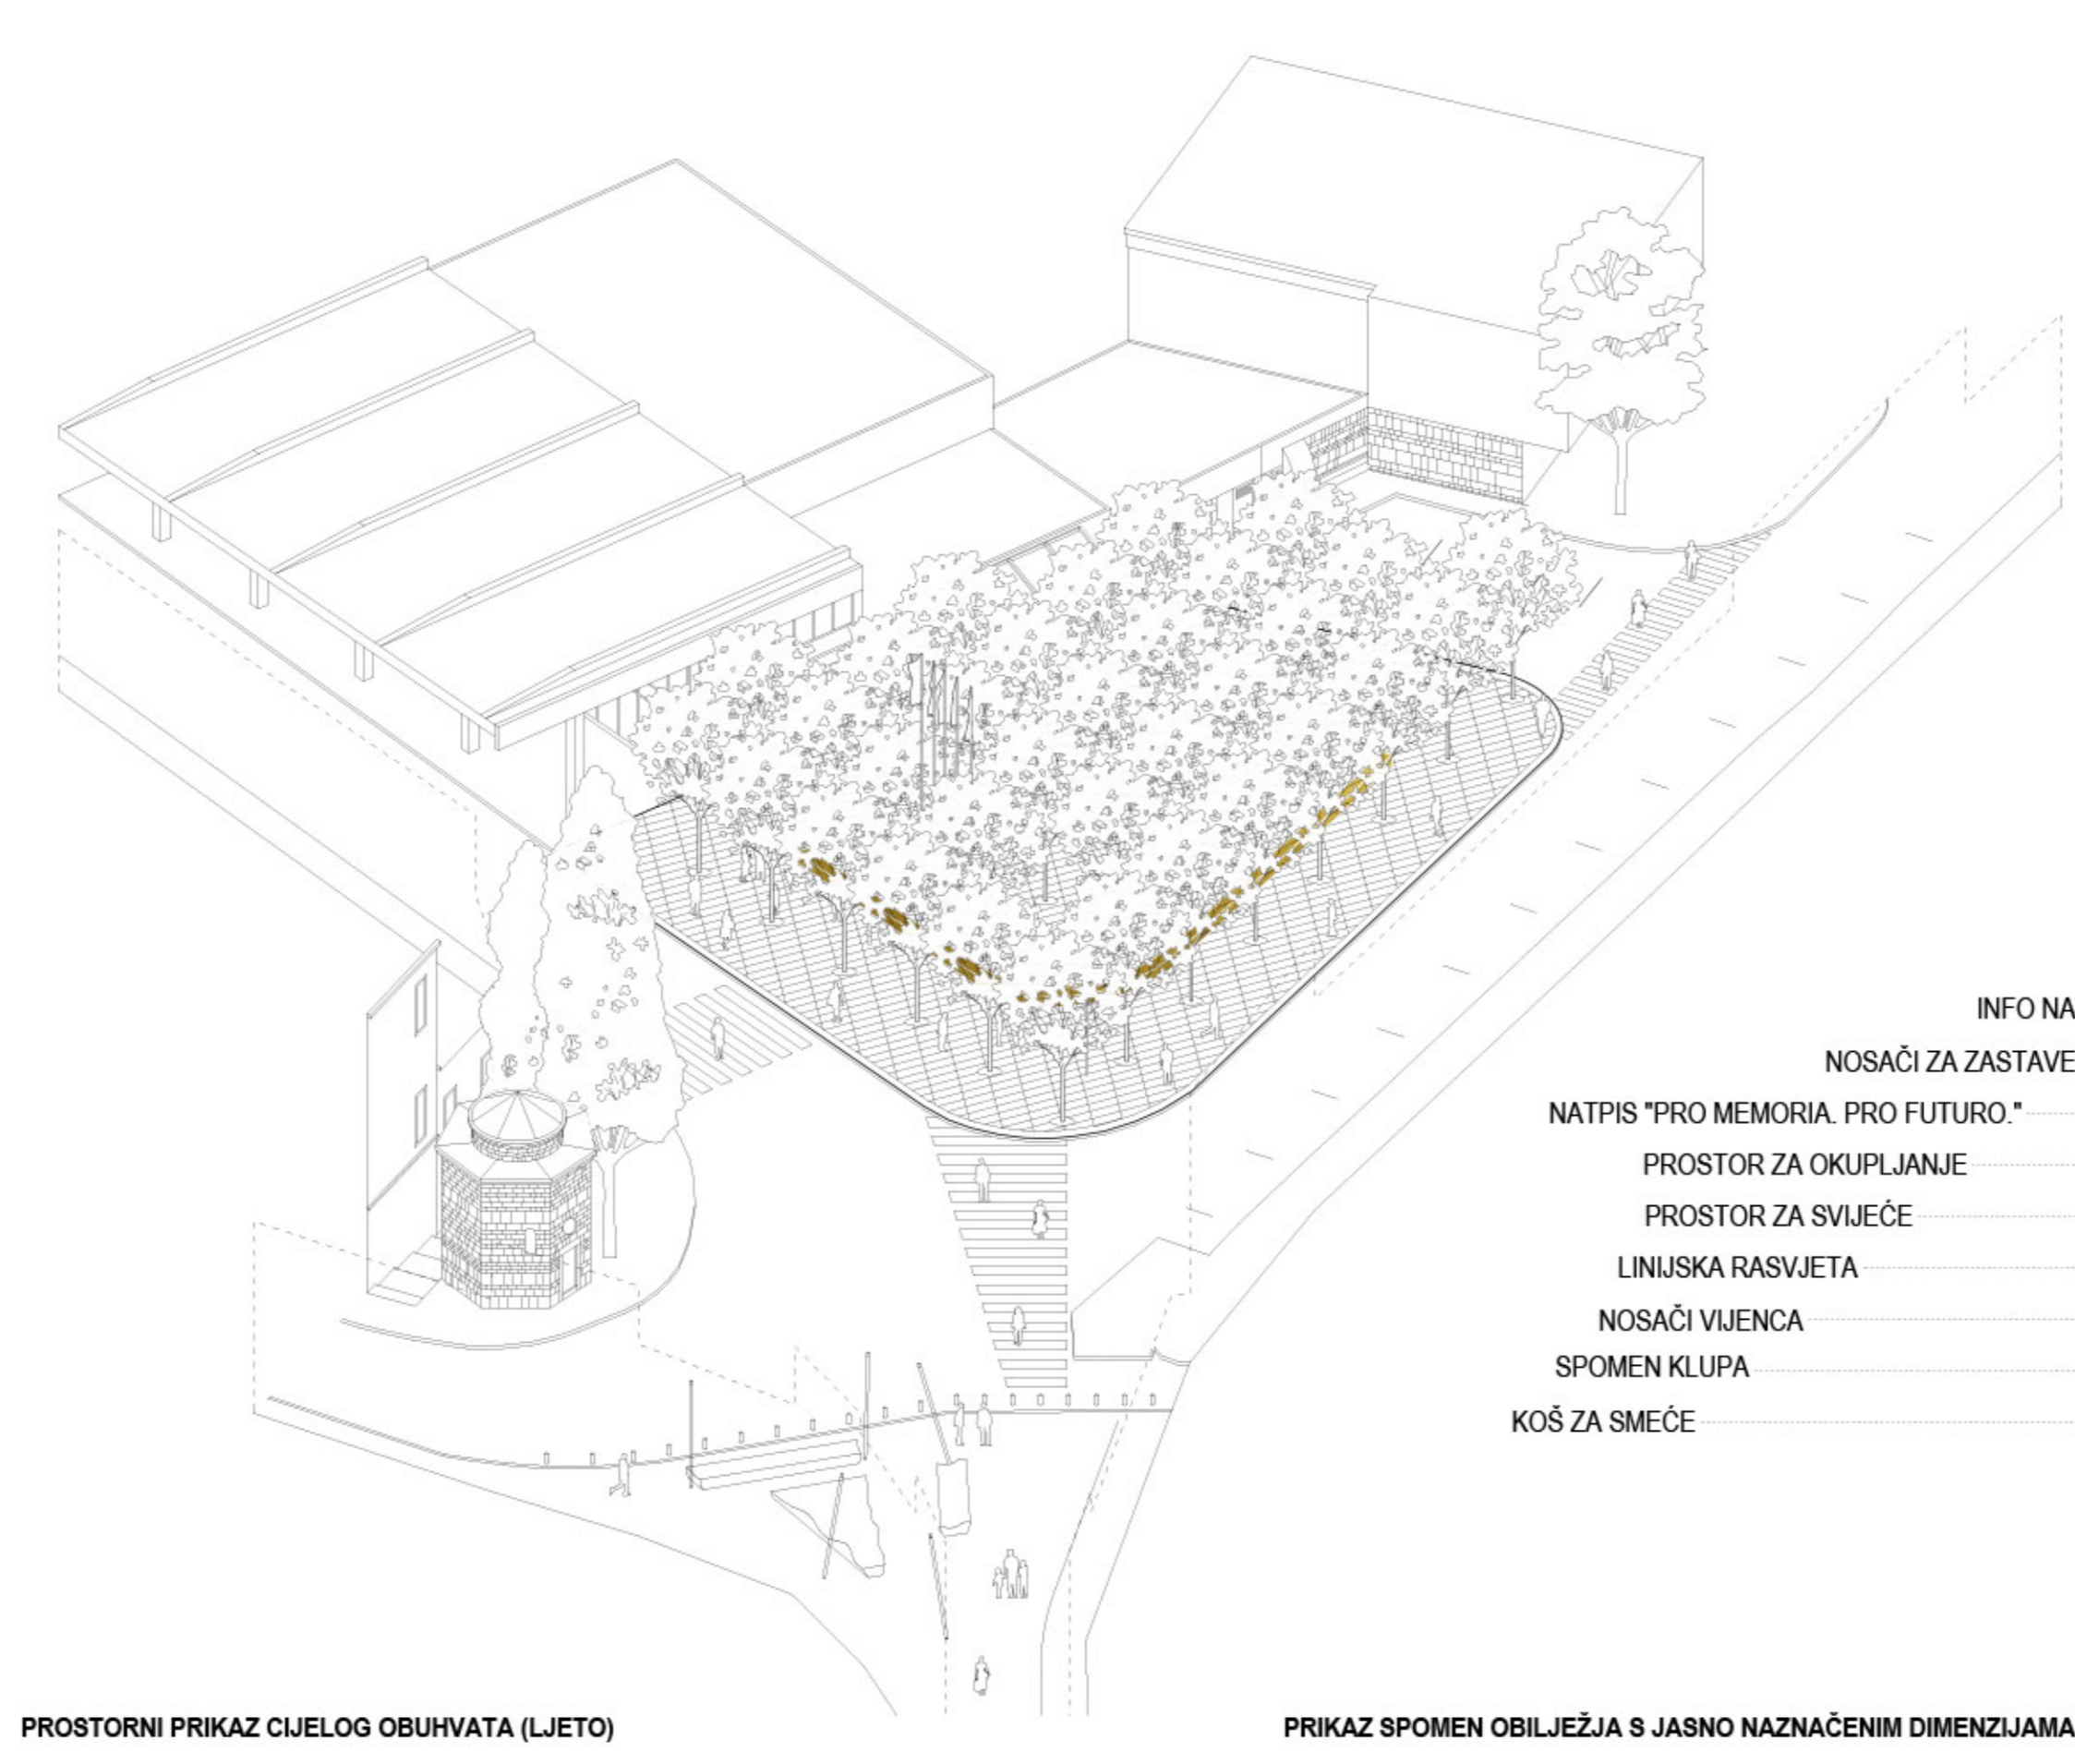 INFO NA
NOSAČI ZA ZASTAVE
NATPIS "PRO MEMORIA. PRO FUTURO."
PROSTOR ZA OKUPLJANJE
PROSTOR ZA SVIJEĆE
LINIJSKA RASVJETA
NOSAČI VIJENCA
SPOMEN KLUPA
KOŠ ZA SMEĆE
PROSTORNI PRIKAZ CIJELOG OBUHVATA (LJETO)
PRIKAZ SPOMEN OBILJEŽJA S JASNO NAZNAČENIM DIMENZIJAMA